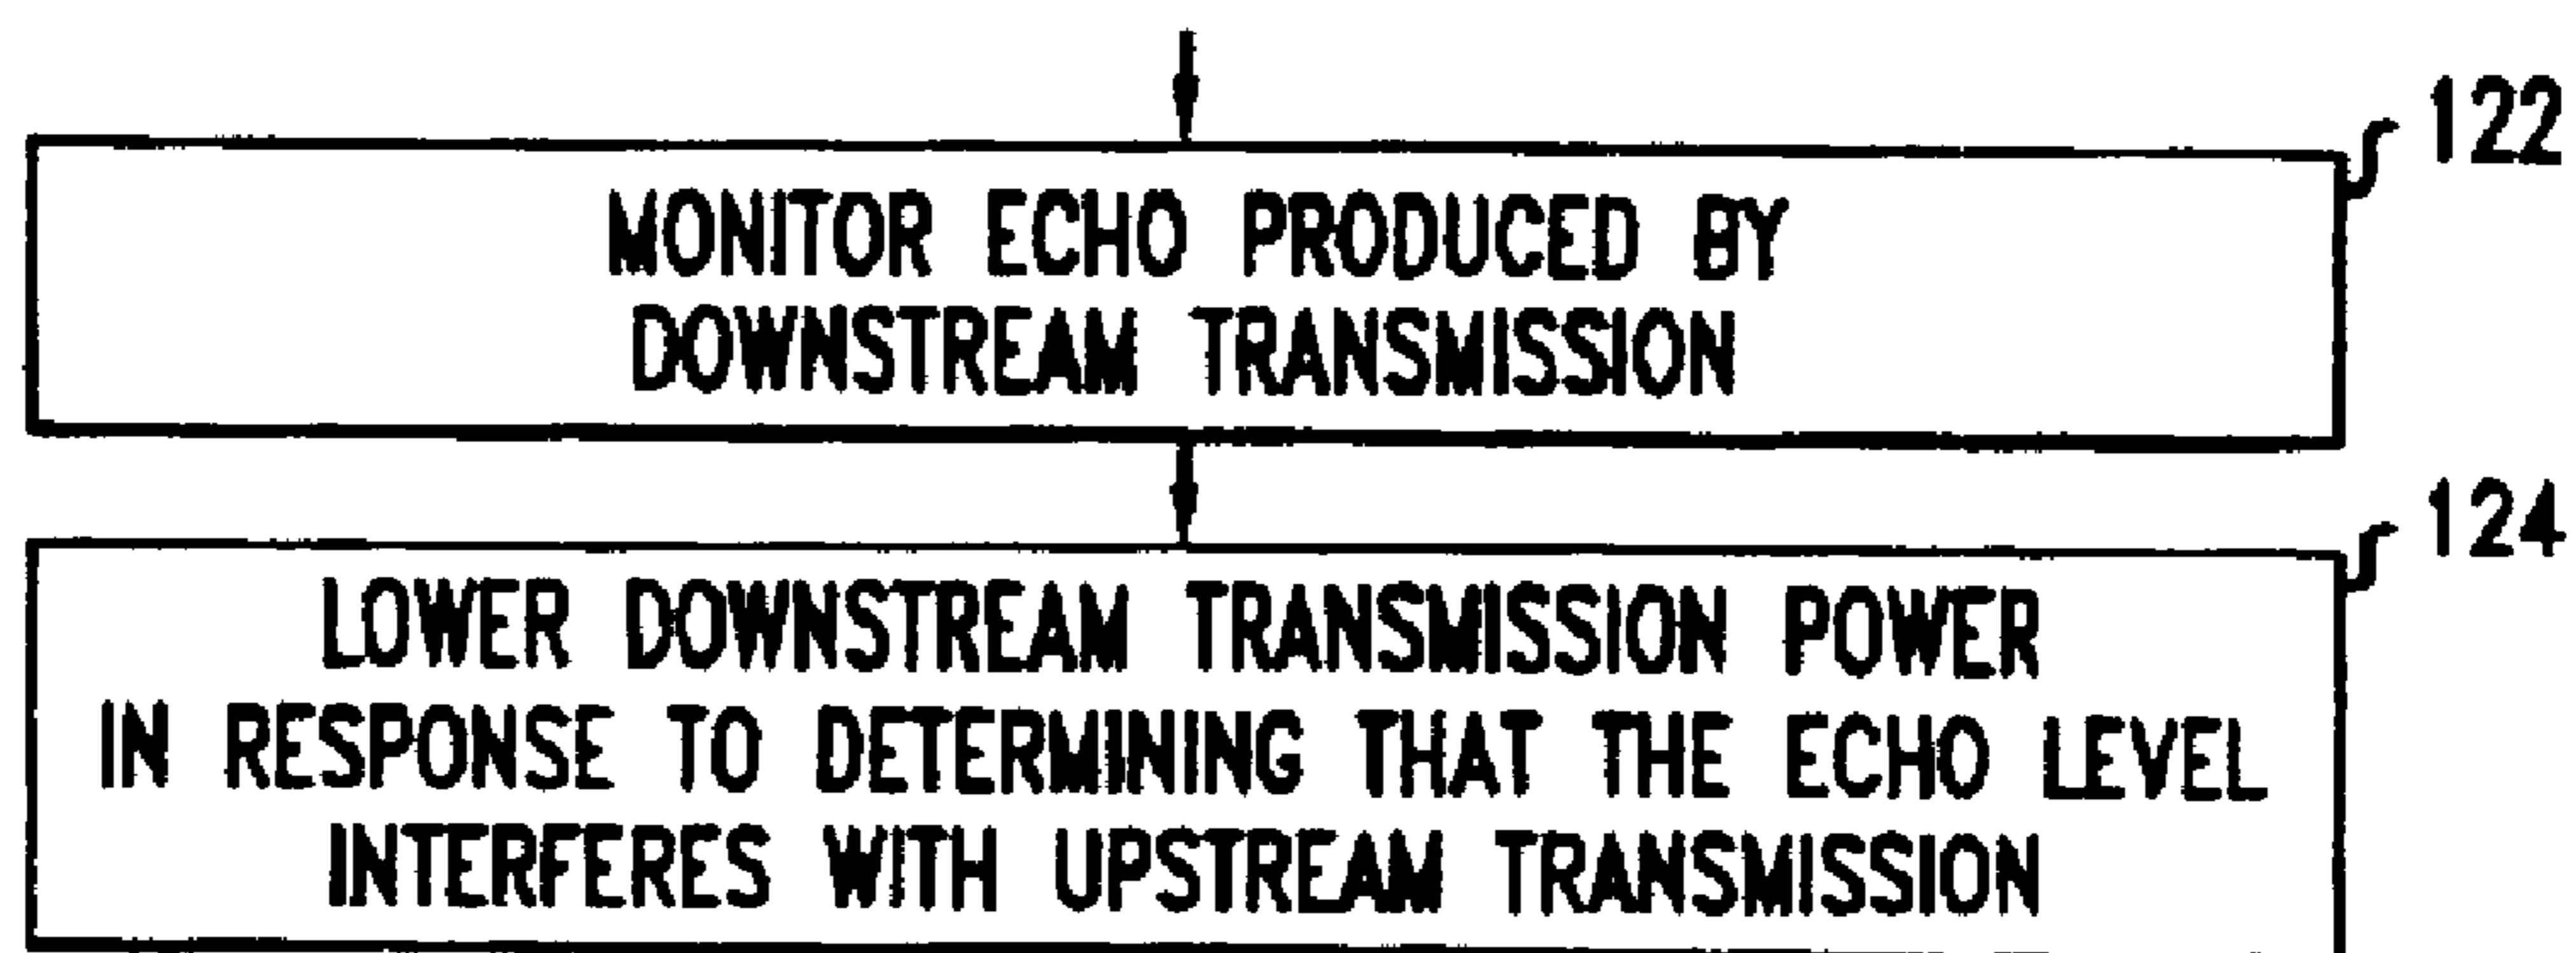 122
MONITOR ECHO PRODUCED BY
DOWNSTREAM TRANSMISSION
124
LOWER DOWNSTREAM TRANSMISSION POWER
IN RESPONSE TO DETERMINING THAT THE ECHO LEVEL
INTERFERES WITH UPSTREAM TRANSMISSION